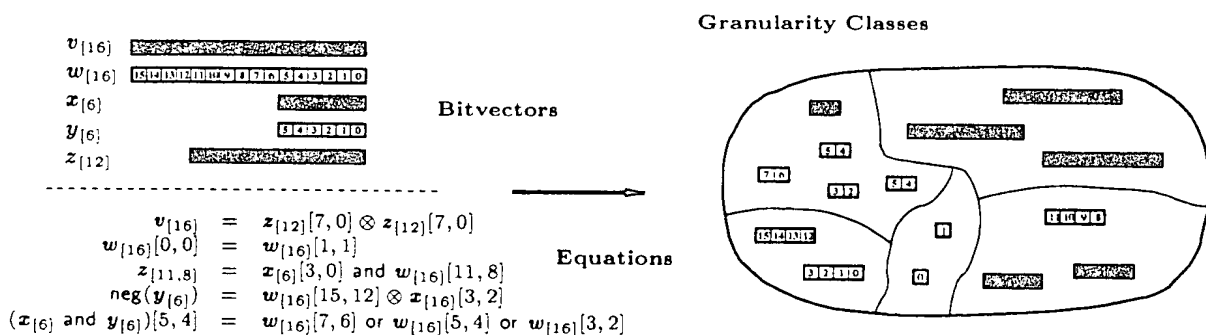 Granularity Classes
v[16]
w[16] 15 14 13 12 11 10 9 8 7 6 5 4 3 2 1 0
x[6]
y[6] 5 4 3 2 1 0
z[12]
Bitvectors
v[16] = z[12][7,0] ⊗ z[12][7,0]
w[16][0,0] = w[16][1,1]
z[11,8] = x[6][3,0] and w[16][11,8]
neg(y[6]) = w[16][15,12] ⊗ x[16][3,2]
(x[6] and y[6])[5,4] = w[16][7,6] or w[16][5,4] or w[16][3,2]
Equations
5 4
7 6
3 2
5 4
15 14 13 12
3 2 1 0
1
0
11 10 9 8